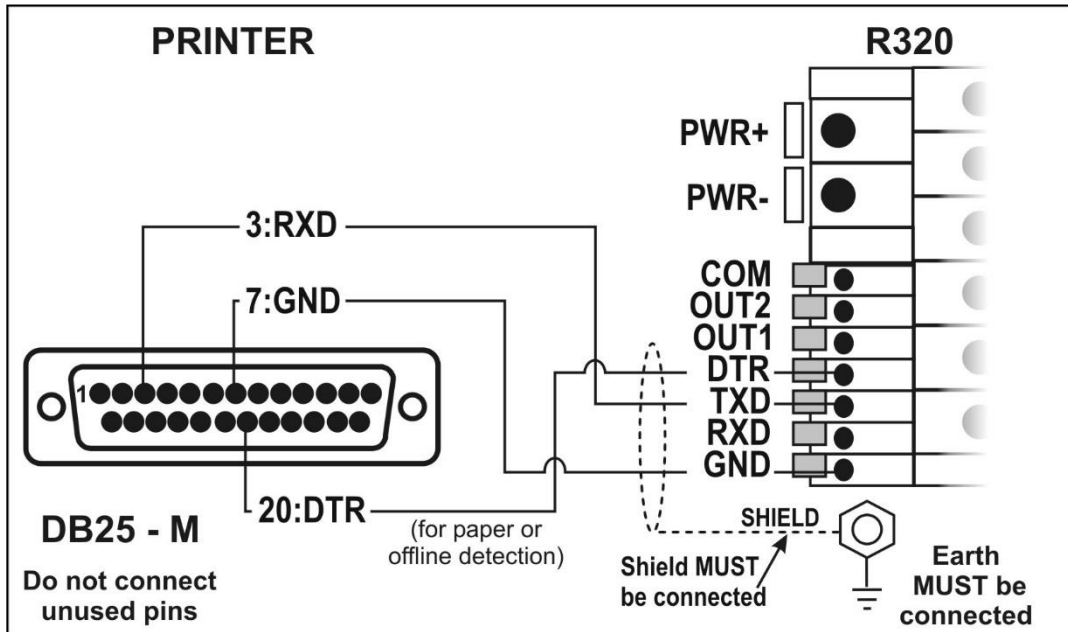 PRINTER
R320
PWR+
PWR-
3:RXD
7:GND
COM
OUT2
OUT1
DTR
TXD
RXD
GND
1
20:DTR
(for paper or
offline detection)
DB25 - M
Do not connect
unused pins
SHIELD
Shield MUST
be connected
Earth
MUST be
connected